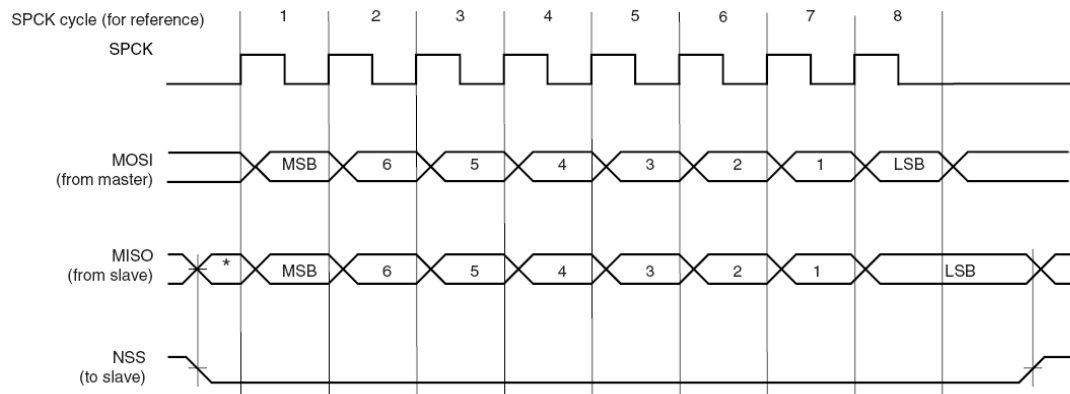 SPCK cycle (for reference) 1 2 3 4 5 6 7 8
SPCK
MOSI
(from master)
MSB 6 5 4 3 2 1 LSB
MISO
(from slave)
* MSB 6 5 4 3 2 1 LSB
NSS
(to slave)